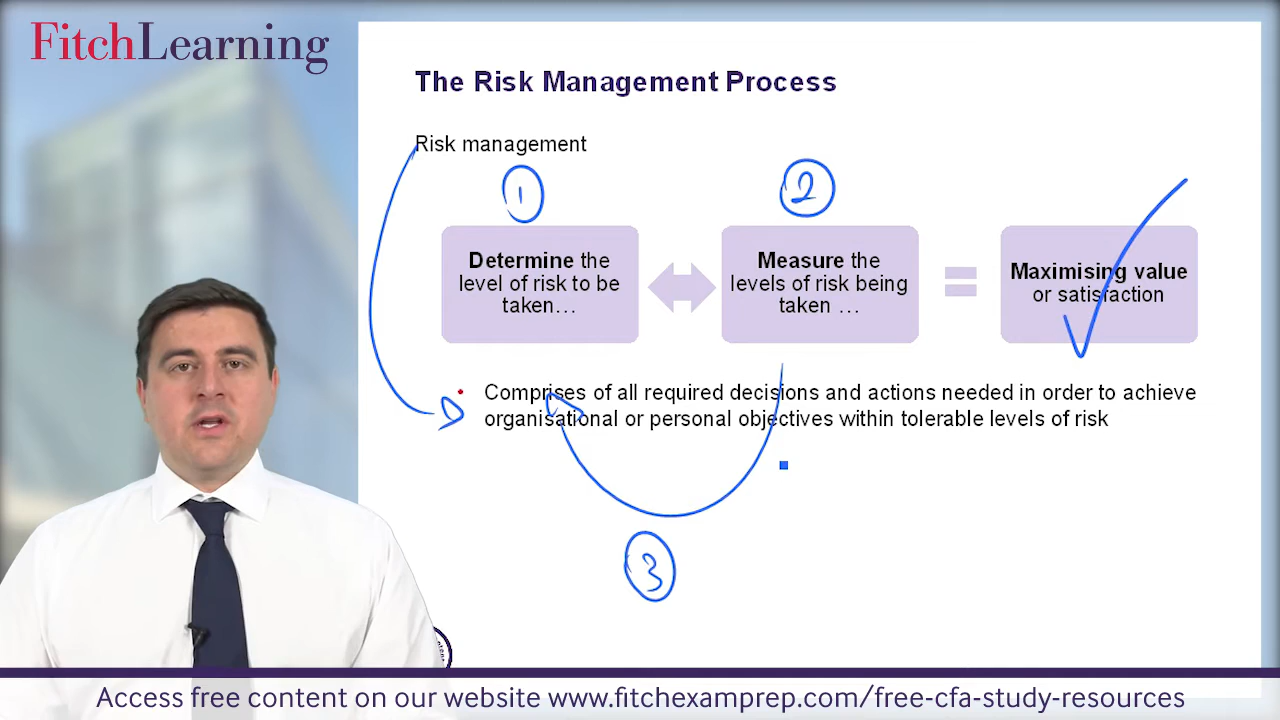 FitchLearning
The Risk Management Process
Risk management
1
2
Determine the
level of risk to be
taken…
Measure the
levels of risk being
taken …
Maximising value
or satisfaction
• Comprises of all required decisions and actions needed in order to achieve
organisational or personal objectives within tolerable levels of risk
3
Access free content on our website www.fitchexamprep.com/free-cfa-study-resources